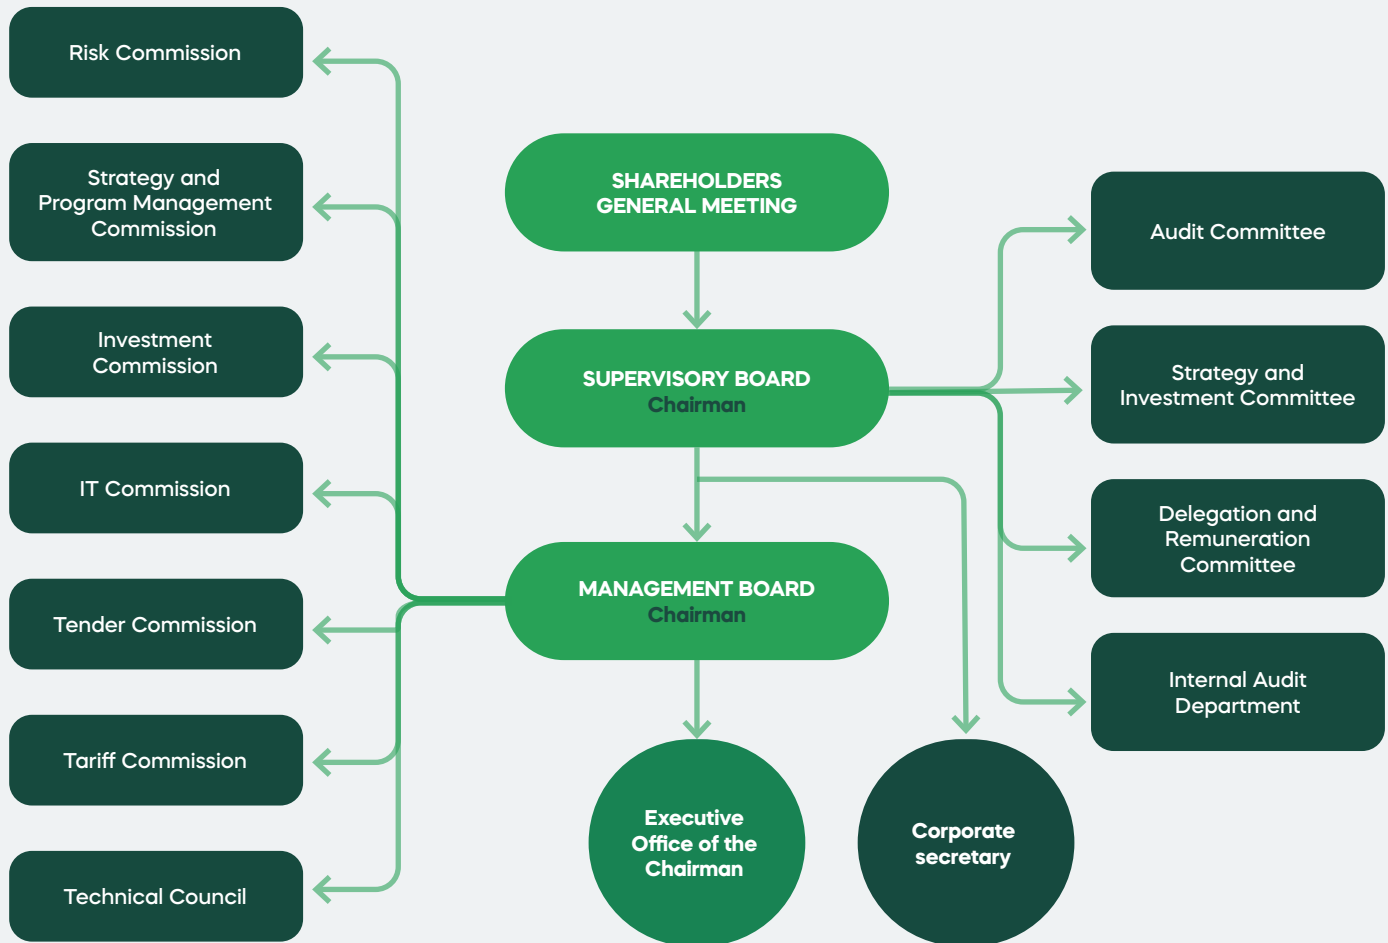 Risk Commission
Strategy and
Program Management
Commission
Investment
Commission
IT Commission
Tender Commission
Tariff Commission
Technical Council
SHAREHOLDERS
GENERAL MEETING
SUPERVISORY BOARD
Chairman
MANAGEMENT BOARD
Chairman
Executive
Office of the
Chairman
Corporate
secretary
Audit Committee
Strategy and
Investment Committee
Delegation and
Remuneration
Committee
Internal Audit
Department